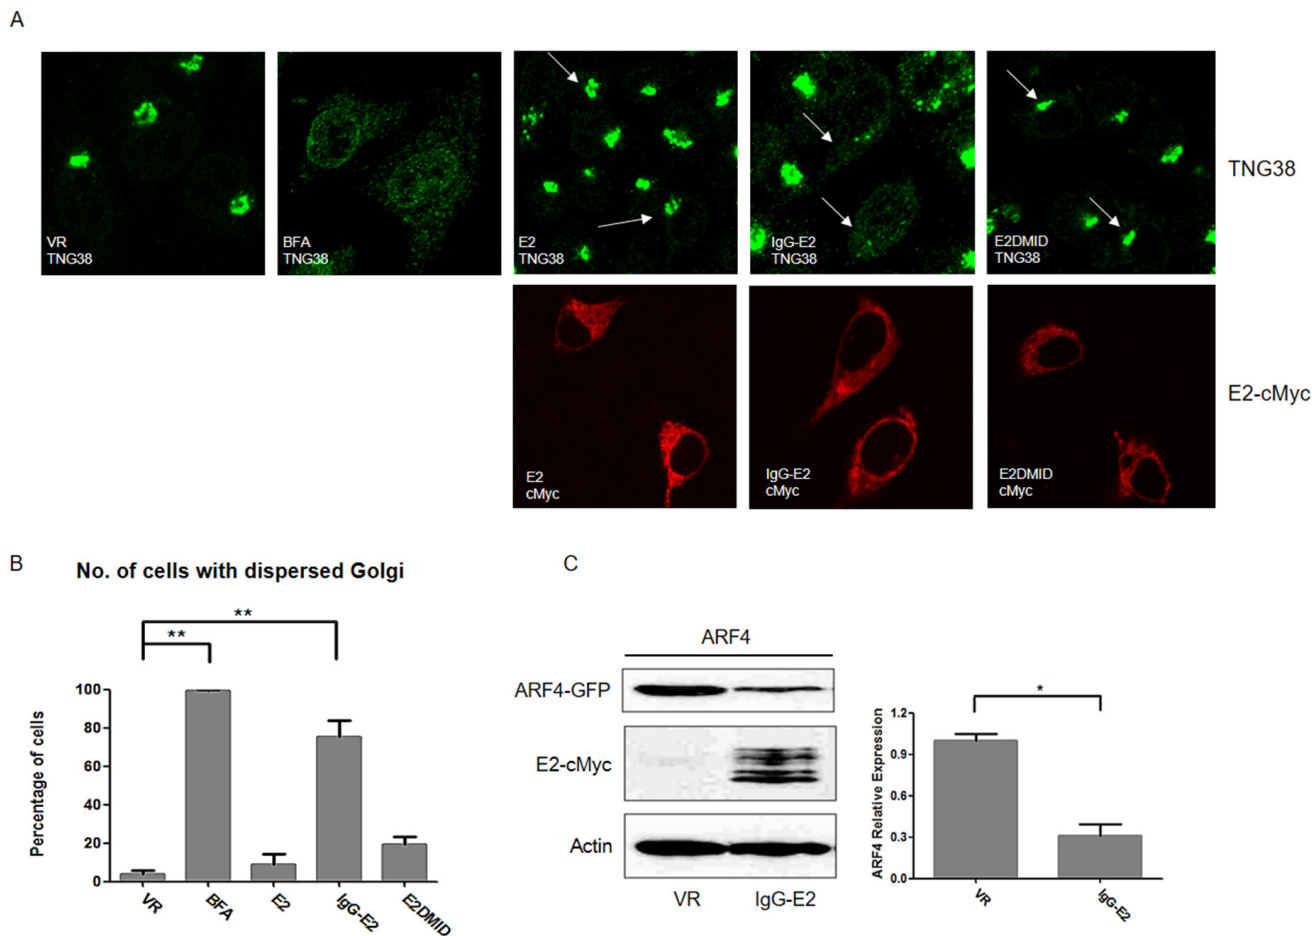 A
VR
TNG38
BFA
TNG38
E2
TNG38
IgG-E2
TNG38
E2DMID
TNG38
TNG38
E2
cMyc
IgG-E2
cMyc
E2DMID
cMyc
E2-cMyc
B
No. of cells with dispersed Golgi
**
**
Percentage of cells
100
80
60
40
20
0
VR
BFA
E2
IgG-E2
E2DMID
C
ARF4
ARF4-GFP
E2-cMyc
Actin
VR
IgG-E2
*
ARF4 Relative Expression
1.2
0.9
0.6
0.3
0.0
VR
IgG-E2